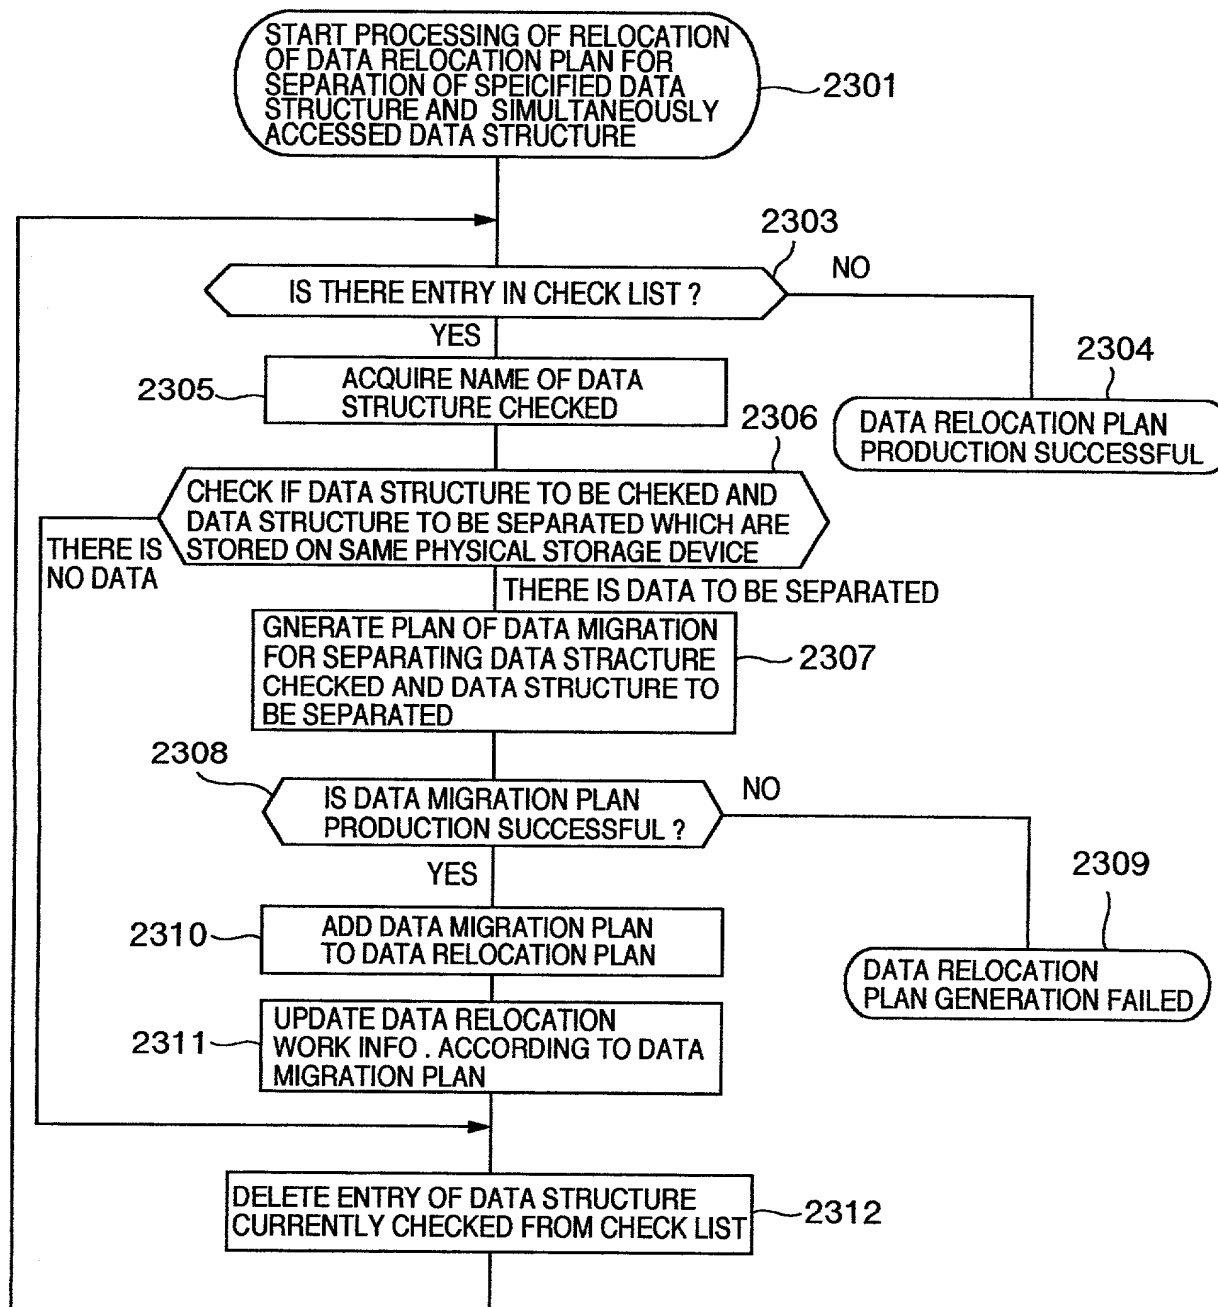 START PROCESSING OF RELOCATION
OF DATA RELOCATION PLAN FOR
SEPARATION OF SPEICIFIED DATA
STRUCTURE AND SIMULTANEOUSLY
ACCESSED DATA STRUCTURE
2301
2303
IS THERE ENTRY IN CHECK LIST ?
NO
YES
2304
2305
ACQUIRE NAME OF DATA
STRUCTURE CHECKED
DATA RELOCATION PLAN
PRODUCTION SUCCESSFUL
2306
CHECK IF DATA STRUCTURE TO BE CHEKED AND
DATA STRUCTURE TO BE SEPARATED WHICH ARE
STORED ON SAME PHYSICAL STORAGE DEVICE
THERE IS
NO DATA
THERE IS DATA TO BE SEPARATED
GNERATE PLAN OF DATA MIGRATION
FOR SEPARATING DATA STRACTURE
CHECKED AND DATA STRUCTURE TO
BE SEPARATED
2307
2308
IS DATA MIGRATION PLAN
PRODUCTION SUCCESSFUL ?
NO
YES
2309
2310
ADD DATA MIGRATION PLAN
TO DATA RELOCATION PLAN
DATA RELOCATION
PLAN GENERATION FAILED
2311
UPDATE DATA RELOCATION
WORK INFO . ACCORDING TO DATA
MIGRATION PLAN
DELETE ENTRY OF DATA STRUCTURE
CURRENTLY CHECKED FROM CHECK LIST
2312